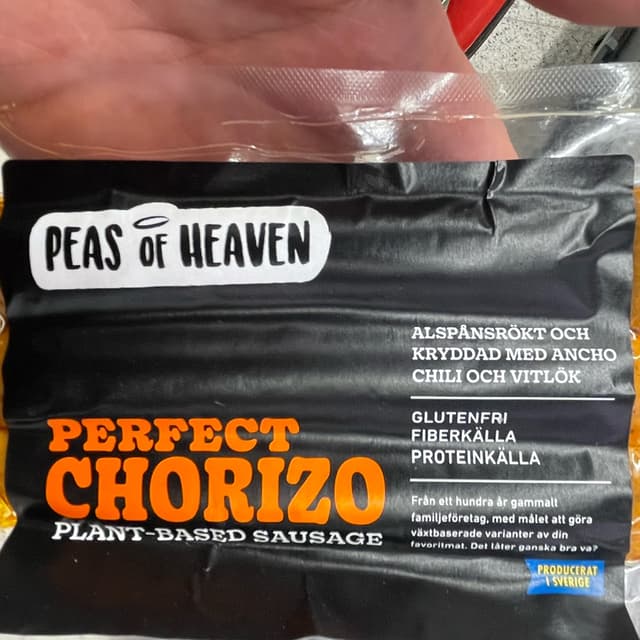 PEAS OF HEAVEN
ALSPÅNSRÖKT OCH
KRYDDAD MED ANCHO
CHILI OCH VITLÖK
GLUTENFRI
FIBERKÄLLA
PROTEINKÄLLA
PERFECT
CHORIZO
PLANT-BASED SAUSAGE
Från ett hundra år gammalt
familjeföretag, med målet att göra
växtbaserade varianter av din
favoritmat. Det låter ganska bra va?
PRODUCERAT
I SVERIGE